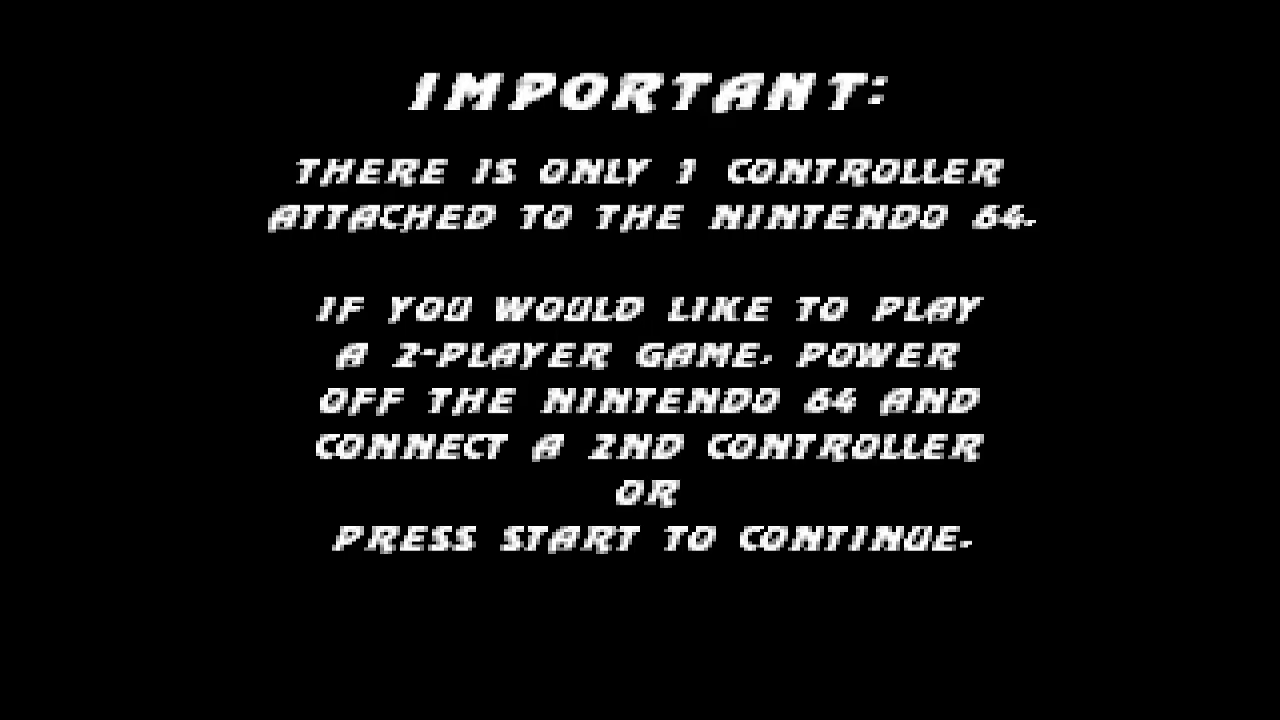 IMPORTANT:
THERE IS ONLY 1 CONTROLLER
ATTACHED TO THE NINTENDO 64.
IF YOU WOULD LIKE TO PLAY
A 2-PLAYER GAME, POWER
OFF THE NINTENDO 64 AND
CONNECT A 2ND CONTROLLER
OR
PRESS START TO CONTINUE.